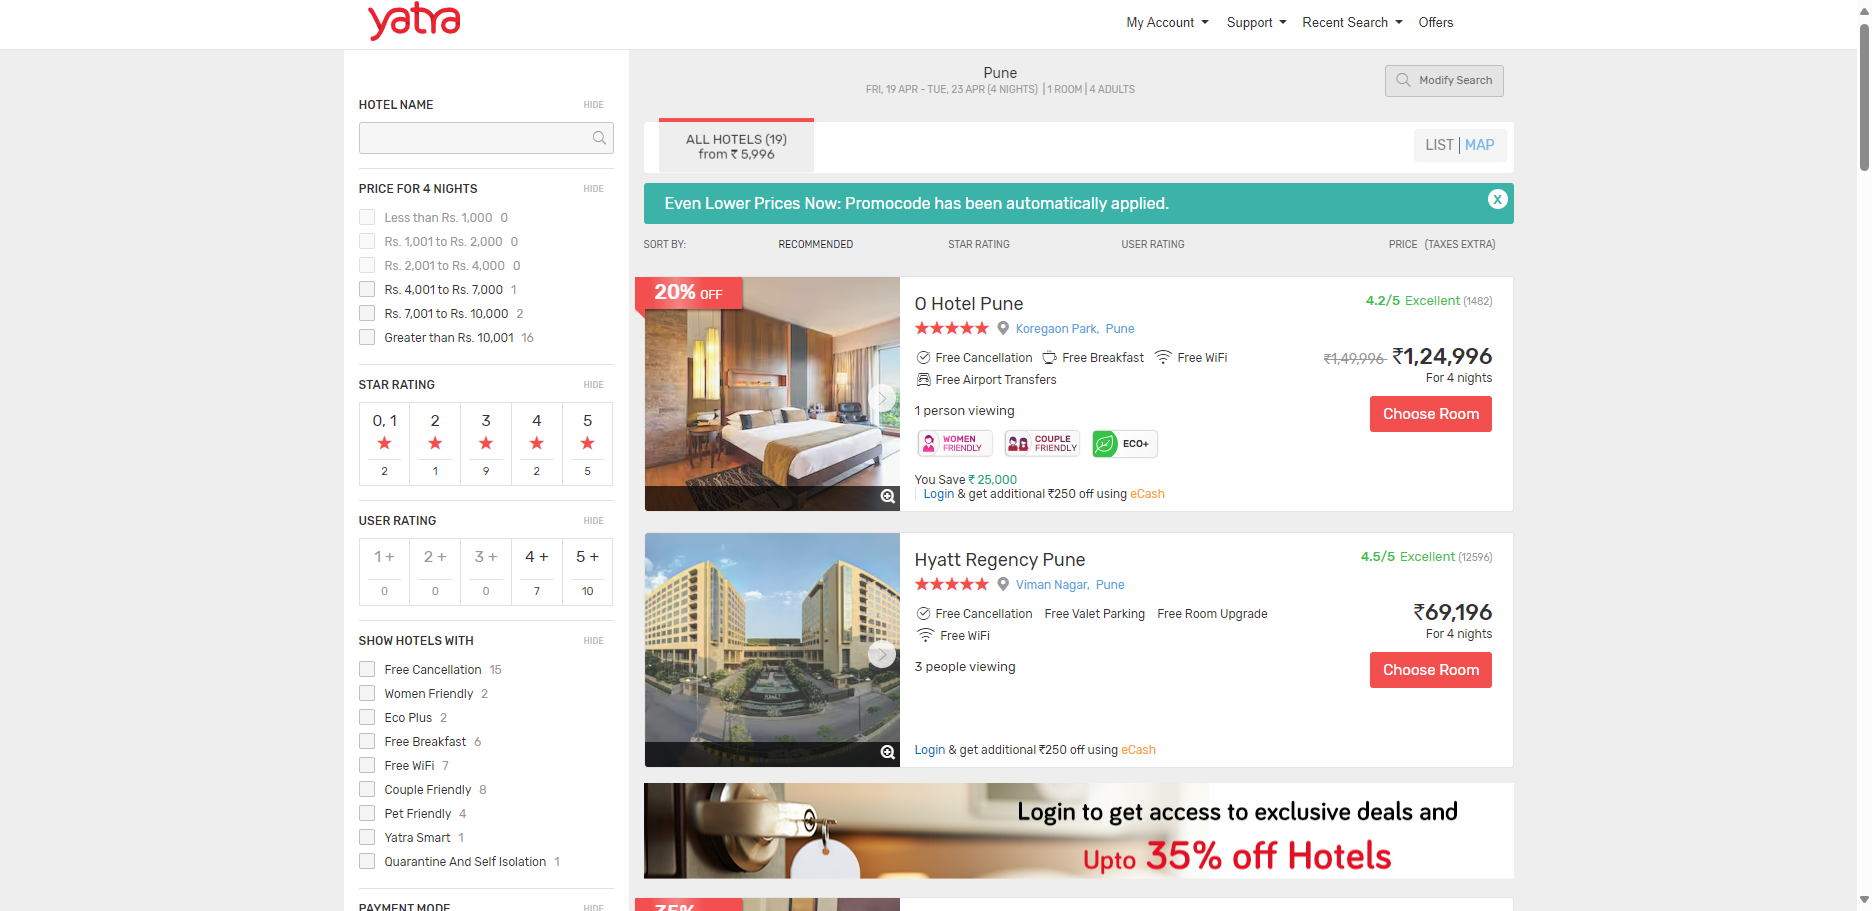 yatra
My Account
Support
Recent Search
Offers
Pune
FRI, 19 APR - TUE, 23 APR (4 NIGHTS) | 1 ROOM | 4 ADULTS
Modify Search
HOTEL NAME
HIDE
PRICE FOR 4 NIGHTS
HIDE
Less than Rs. 1,000 0
Rs. 1,001 to Rs. 2,000 0
Rs. 2,001 to Rs. 4,000 0
Rs. 4,001 to Rs. 7,000 1
Rs. 7,001 to Rs. 10,000 2
Greater than Rs. 10,001 16
STAR RATING
HIDE
0, 1 2 3 4 5
2 1 9 2 5
USER RATING
HIDE
1 + 2 + 3 + 4 + 5 +
0 0 0 7 10
SHOW HOTELS WITH
HIDE
Free Cancellation 15
Women Friendly 2
Eco Plus 2
Free Breakfast 6
Free WiFi 7
Couple Friendly 8
Pet Friendly 4
Yatra Smart 1
Quarantine And Self Isolation 1
PAYMENT MODE
HIDE
ALL HOTELS (19)
from ₹ 5,996
LIST | MAP
Even Lower Prices Now: Promocode has been automatically applied.
X
SORT BY:
RECOMMENDED
STAR RATING
USER RATING
PRICE (TAXES EXTRA)
20% OFF
O Hotel Pune
4.2/5 Excellent (1482)
Koregaon Park, Pune
Free Cancellation Free Breakfast Free WiFi
Free Airport Transfers
₹1,49,996 ₹1,24,996
For 4 nights
Choose Room
1 person viewing
WOMEN
FRIENDLY
COUPLE
FRIENDLY
ECO+
You Save ₹ 25,000
Login & get additional ₹250 off using eCash
Hyatt Regency Pune
4.5/5 Excellent (12596)
Viman Nagar, Pune
Free Cancellation Free Valet Parking Free Room Upgrade
Free WiFi
₹69,196
For 4 nights
Choose Room
3 people viewing
Login & get additional ₹250 off using eCash
Login to get access to exclusive deals and
Upto 35% off Hotels
35%